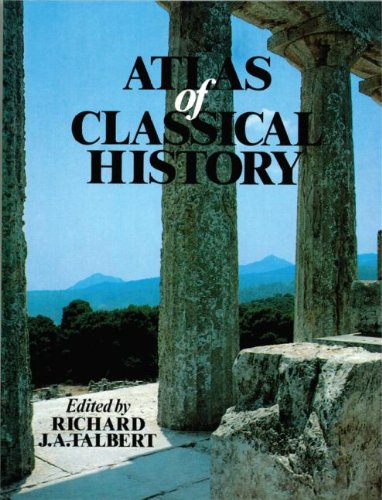 ATLAS
of
CLASSICAL
HISTORY
Edited by
RICHARD
J.A.TALBERT